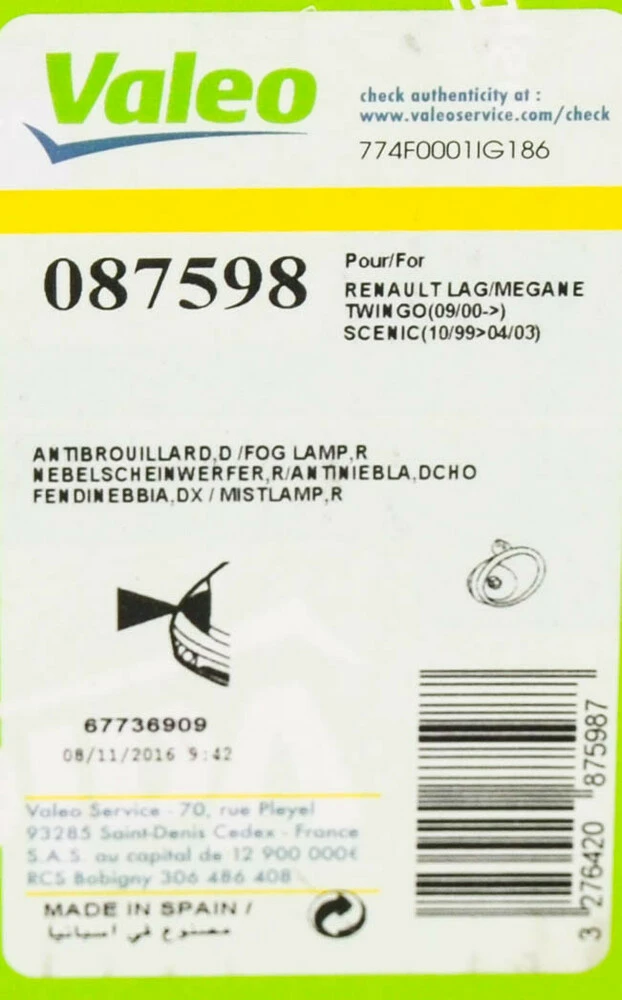 Valeo
check authenticity at :
www.valeoservice.com/check
774F0001IG186
087598
Pour/For
RENAULT LAG/MEGANE
TWINGO(09/00->)
SCENIC(10/99>04/03)
ANTIBROUILLARD,D /FOG LAMP,R
NEBELSCHEINWERFER,R/ANTINIEBLA,DCHO
FENDINEBBIA,DX / MISTLAMP,R
67736909
08/11/2016 9:42
Valeo Service - 70, rue Pleyel
93285 Saint-Denis Cedex - France
S.A.S. au capital de 12 900 000€
RCS Bobigny 306 486 408
MADE IN SPAIN /
مصنوع في اسبانيا
3 276420 875987